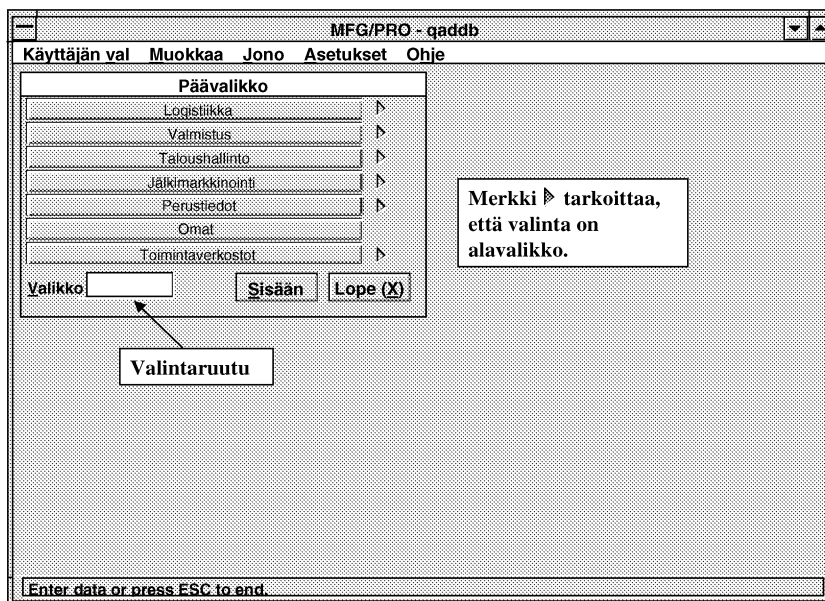 MFG/PRO - qaddb
Käyttäjän val Muokkaa Jono Asetukset Ohje
Päävalikko
Logistiikka
Valmistus
Taloushallinto
Jälkimarkkinointi
Perustiedot
Omat
Toimintaverkostot
Valikko Sisään Lope (X)
Merkki tarkoittaa,
että valinta on
alavalikko.
Valintaruutu
Enter data or press ESC to end.